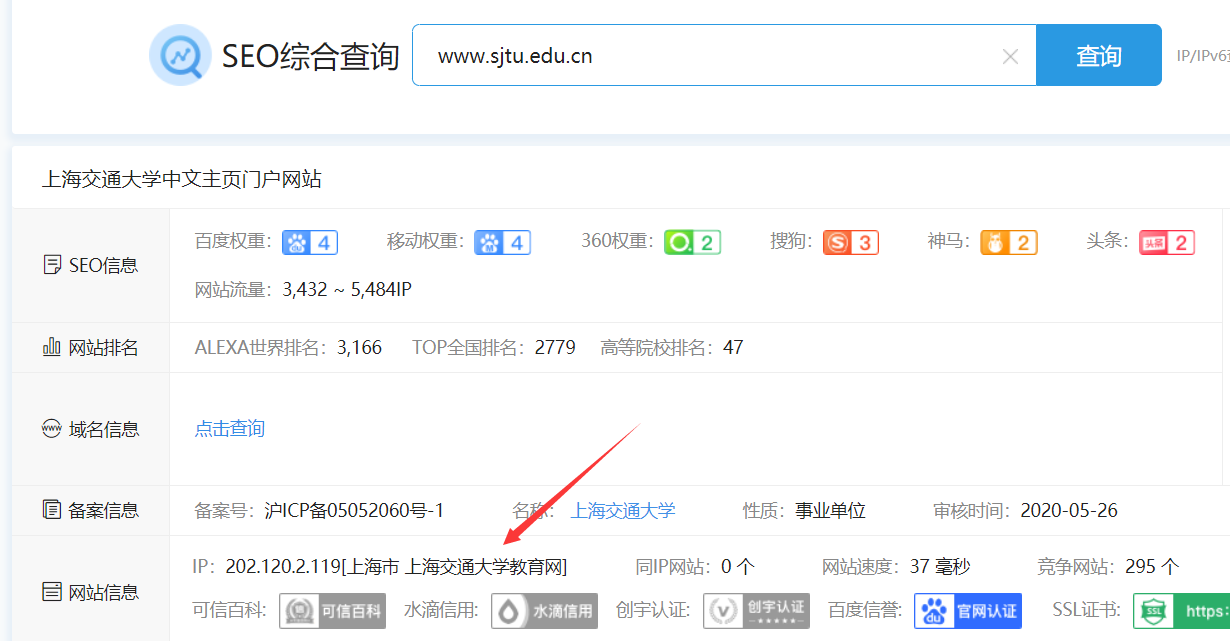 SEO综合查询 www.sjtu.edu.cn 查询 IP/IPv6
上海交通大学中文主页门户网站
百度权重: du 4 移动权重: M 4 360权重: 2 搜狗: S 3 神马: 2 头条: 头条 2
SEO信息
网站流量: 3,432 ~ 5,484IP
网站排名 ALEXA世界排名: 3,166 TOP全国排名: 2779 高等院校排名: 47
www 域名信息 点击查询
备案信息 备案号: 沪ICP备05052060号-1 名称: 上海交通大学 性质: 事业单位 审核时间: 2020-05-26
IP: 202.120.2.119[上海市 上海交通大学教育网] 同IP网站: 0 个 网站速度: 37 毫秒 竞争网站: 295 个
网站信息
可信百科: 可信百科 水滴信用: 水滴信用 创宇认证: 创宇认证 百度信誉: du 官网认证 SSL证书: SSL https: